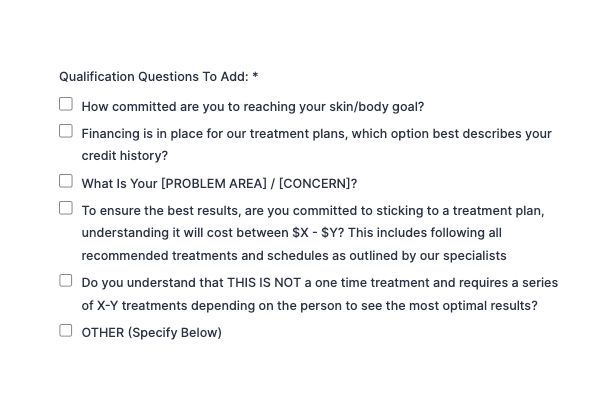 Qualification Questions To Add: *
How committed are you to reaching your skin/body goal?
Financing is in place for our treatment plans, which option best describes your
credit history?
What Is Your [PROBLEM AREA] / [CONCERN]?
To ensure the best results, are you committed to sticking to a treatment plan,
understanding it will cost between $X - $Y? This includes following all
recommended treatments and schedules as outlined by our specialists
Do you understand that THIS IS NOT a one time treatment and requires a series
of X-Y treatments depending on the person to see the most optimal results?
OTHER (Specify Below)